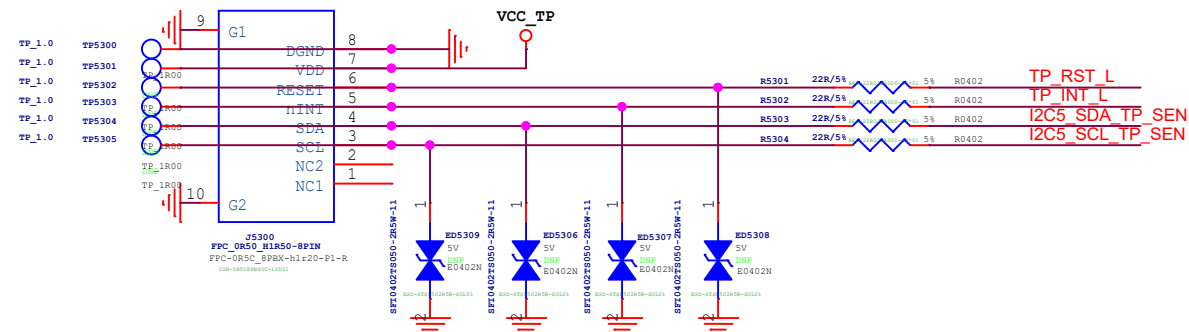 VCC_TP
9
G1
TP_1.0 TP5300
DGND 8
TP_1.0 TP5301
VDD 7
TP_1R00
TP_1.0 TP5302
RESET 6
R5301 22R/5% 5% R0402 TP_RST_L
TP_1.0 TP5303
nINT 5
TP_1R00
R5302 22R/5% 5% R0402 TP_INT_L
TP_1.0 TP5304
SDA 4
TP_1R00
R5303 22R/5% 5% R0402 I2C5_SDA_TP_SEN
TP_1.0 TP5305
SCL 3
TP_1R00
R5304 22R/5% 5% R0402 I2C5_SCL_TP_SEN
NC2 2
TP_1R00
DNP
NC1 1
TP_1R00
10
G2
J5300
FPC_0R50_H1R50-8PIN
FPC-0R5C_8PBX-h1r20-P1-R
1
1
1
1
SFI0402TS050-2R5W-11
SFI0402TS050-2R5W-11
SFI0402TS050-2R5W-11
SFI0402TS050-2R5W-11
ED5309
5V
DNP
E0402N
ED5306
5V
DNP
E0402N
ED5307
5V
DNP
E0402N
ED5308
5V
DNP
E0402N
2
2
2
2